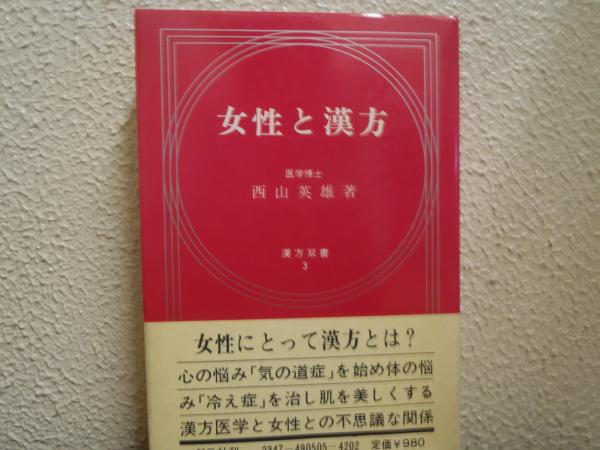 女性と漢方
医学博士
西山英雄著
漢方双書
3
女性にとって漢方とは?
心の悩み「気の道症」を始め体の悩
み「冷え症」を治し肌を美しくする
漢方医学と女性との不思議な関係
2347-490505-4202 定価¥980